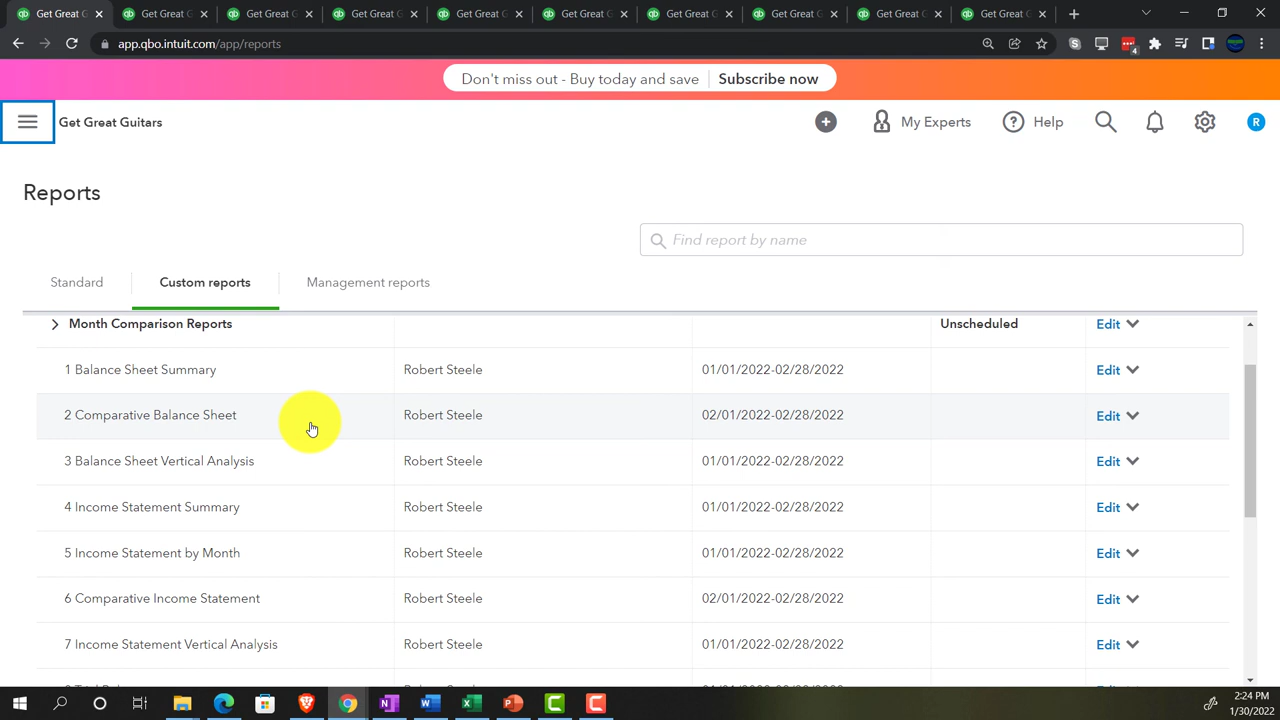 Get Great G
Get Great G
Get Great G
Get Great G
Get Great G
Get Great G
Get Great G
Get Great G
Get Great G
Get Great G
app.qbo.intuit.com/app/reports
4
Don't miss out - Buy today and save
Subscribe now
Get Great Guitars
My Experts
Help
R
Reports
Find report by name
Standard
Custom reports
Management reports
Month Comparison Reports Unscheduled Edit
1 Balance Sheet Summary Robert Steele 01/01/2022-02/28/2022 Edit
2 Comparative Balance Sheet Robert Steele 02/01/2022-02/28/2022 Edit
3 Balance Sheet Vertical Analysis Robert Steele 01/01/2022-02/28/2022 Edit
4 Income Statement Summary Robert Steele 01/01/2022-02/28/2022 Edit
5 Income Statement by Month Robert Steele 01/01/2022-02/28/2022 Edit
6 Comparative Income Statement Robert Steele 02/01/2022-02/28/2022 Edit
7 Income Statement Vertical Analysis Robert Steele 01/01/2022-02/28/2022 Edit
2:24 PM
1/30/2022